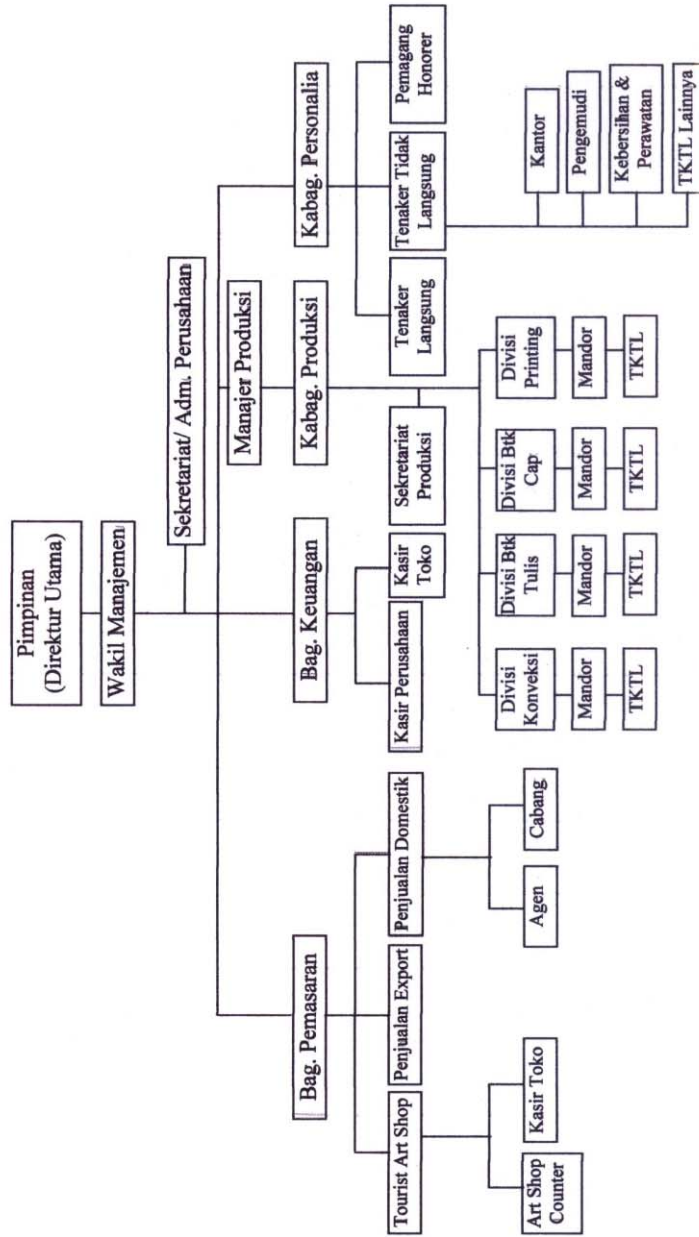 Pimpinan
(Direktur Utama)
Wakil Manajemen
Sekretariat/ Adm. Perusahaan
Bag. Pemasaran
Bag. Keuangan
Manajer Produksi
Kabag. Produksi
Kabag. Personalia
Tourist Art Shop
Penjualan Export
Penjualan Domestik
Kasir Perusahaan
Kasir
Toko
Sekretariat
Produksi
Tenaker
Langsung
Tenaker Tidak
Langsung
Pemagang
Honorer
Art Shop
Counter
Kasir Toko
Agen
Cabang
Divisi
Konveksi
Divisi Btk
Tulis
Divisi Btk
Cap
Divisi
Printing
Mandor
Mandor
Mandor
Mandor
TKTL
TKTL
TKTL
TKTL
Kantor
Pengemudi
Kebersihan &
Perawatan
TKTL Lainnya